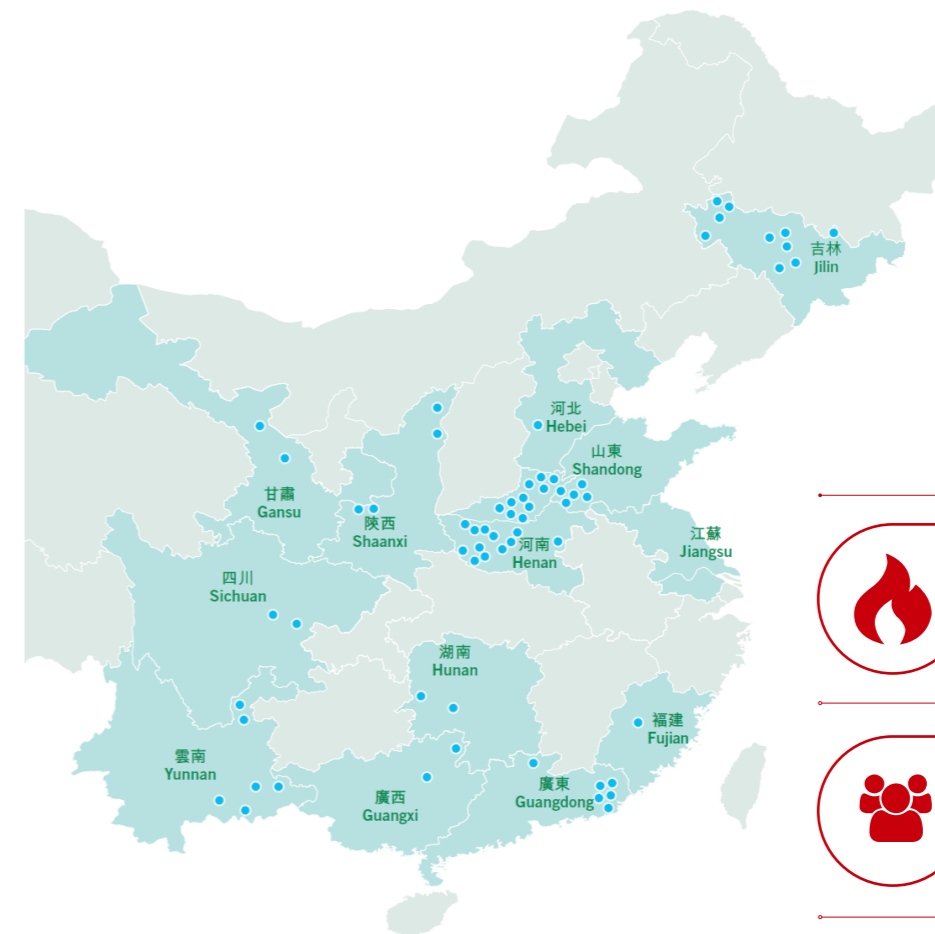 吉林
Jilin
河北
Hebei
山東
Shandong
甘肅
Gansu
陝西
Shaanxi
江蘇
Jiangsu
河南
Henan
四川
Sichuan
湖南
Hunan
福建
Fujian
雲南
Yunnan
廣東
Guangdong
廣西
Guangxi